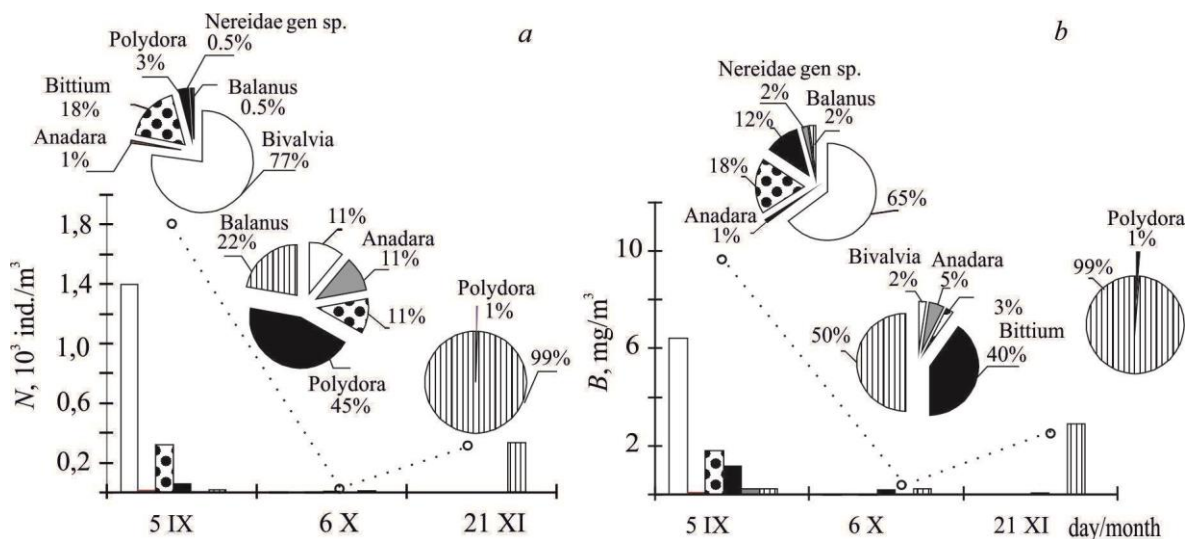 a
Nereidae gen sp.
0.5%
Polydora
3%
Bittium
18%
Balanus
0.5%
Anadara
1%
Bivalvia
77%
N, 10³ ind./m³
1,8
1,4
1,0
0,6
0,2
Balanus
22%
11%
Anadara
11%
11%
Polydora
45%
Polydora
1%
99%
5 IX
6 X
21 XI
b
Nereidae gen sp.
2%
Balanus
2%
12%
18%
Anadara
1%
65%
B, mg/m³
10
6
2
Bivalvia
2%
Anadara
5%
3%
Bittium
40%
50%
Polydora
1%
99%
5 IX
6 X
21 XI
day/month